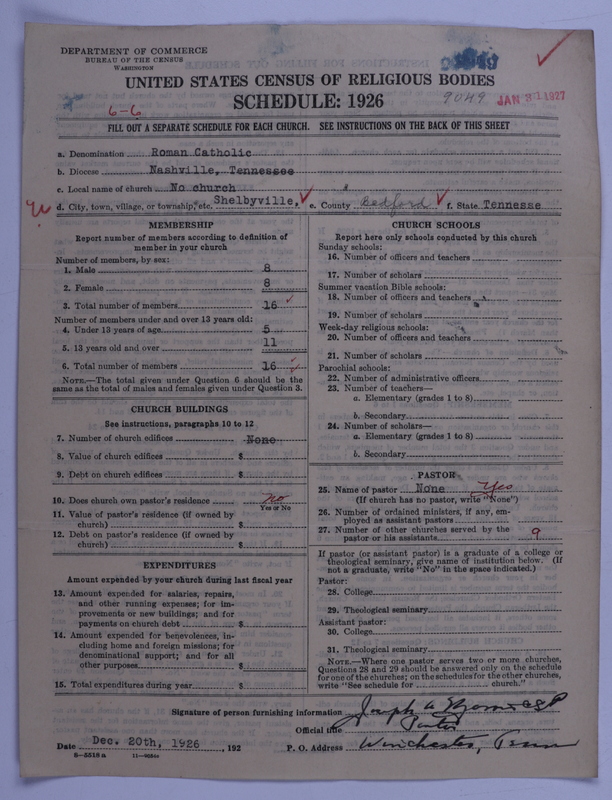 DEPARTMENT OF COMMERCE
BUREAU OF THE CENSUS
WASHINGTON
UNITED STATES CENSUS OF RELIGIOUS BODIES
SCHEDULE: 1926
9049
JAN 31 1927
6-6
FILL OUT A SEPARATE SCHEDULE FOR EACH CHURCH. SEE INSTRUCTIONS ON THE BACK OF THIS SHEET
a. Denomination Roman Catholic
b. Diocese Nashville, Tennessee
c. Local name of church No church
d. City, town, village, or township, etc. Shelbyville, e. County Bedford f. State Tennesse
MEMBERSHIP
Report number of members according to definition of
member in your church
Number of members, by sex:
1. Male 8
2. Female 8
3. Total number of members 16
Number of members under and over 13 years old:
4. Under 13 years of age 5
5. 13 years old and over 11
6. Total number of members 16
NOTE.—The total given under Question 6 should be
same as the total of males and females given under Question 3.
CHURCH BUILDINGS
See instructions, paragraphs 10 to 12
7. Number of church edifices None
8. Value of church edifices $
9. Debt on church edifices $
10. Does church own pastor's residence no
Yes or No
11. Value of pastor's residence (if owned by
church) $
12. Debt on pastor's residence (if owned by
church) $
EXPENDITURES
Amount expended by your church during last fiscal year
13. Amount expended for salaries, repairs,
and other running expenses; for im-
provements or new buildings; and for
payments on church debt $
14. Amount expended for benevolences, in-
cluding home and foreign missions; for
denominational support; and for all
other purposes $
15. Total expenditures during year $
CHURCH SCHOOLS
Report here only schools conducted by this church
Sunday schools:
16. Number of officers and teachers
17. Number of scholars
Summer vacation Bible schools:
18. Number of officers and teachers
19. Number of scholars
Week-day religious schools:
20. Number of officers and teachers
21. Number of scholars
Parochial schools:
22. Number of administrative officers
23. Number of teachers—
a. Elementary (grades 1 to 8)
b. Secondary
24. Number of scholars—
a. Elementary (grades 1 to 8)
b. Secondary
PASTOR
25. Name of pastor None Yes
(If church has no pastor, write "None")
26. Number of ordained ministers, if any, em-
ployed as assistant pastors
27. Number of other churches served by the
pastor or his assistants 9
If pastor (or assistant pastor) is a graduate of a college or
theological seminary, give name of institution below. (If
not a graduate, write "No" in the space indicated.)
Pastor:
28. College
29. Theological seminary
Assistant pastor:
30. College
31. Theological seminary
NOTE.—Where one pastor serves two or more churches,
Questions 28 and 29 should be answered only on the schedule
for one of the churches; on the schedules for the other churches,
write "See schedule for church."
Signature of person furnishing information Joseph A
Official title Pastor
Date Dec. 20th, 1926, 192 P. O. Address Winchester, Tenn